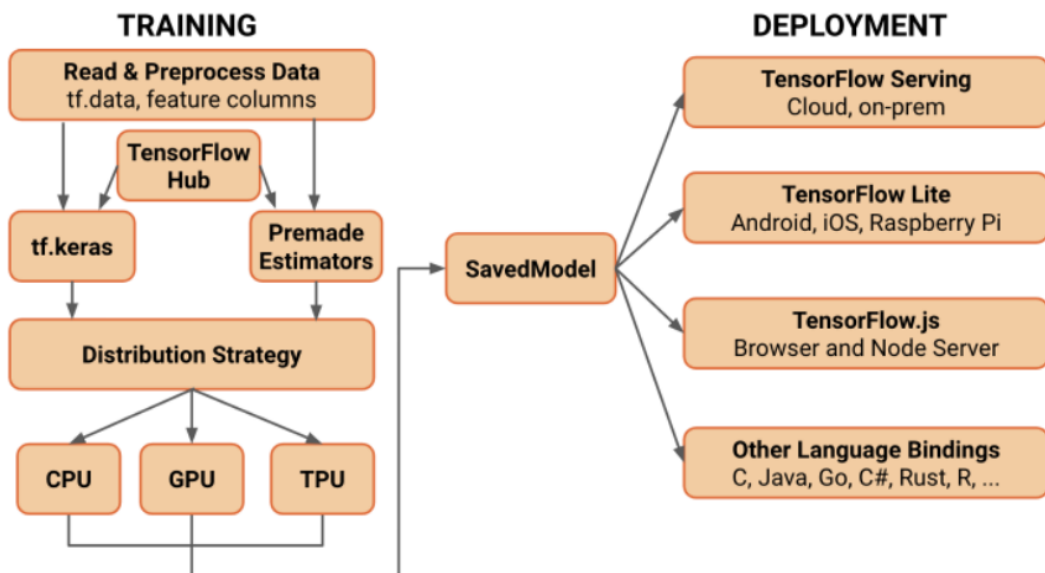 TRAINING
Read & Preprocess Data
tf.data, feature columns
TensorFlow
Hub
tf.keras
Premade
Estimators
Distribution Strategy
CPU
GPU
TPU
SavedModel
DEPLOYMENT
TensorFlow Serving
Cloud, on-prem
TensorFlow Lite
Android, iOS, Raspberry Pi
TensorFlow.js
Browser and Node Server
Other Language Bindings
C, Java, Go, C#, Rust, R, ...